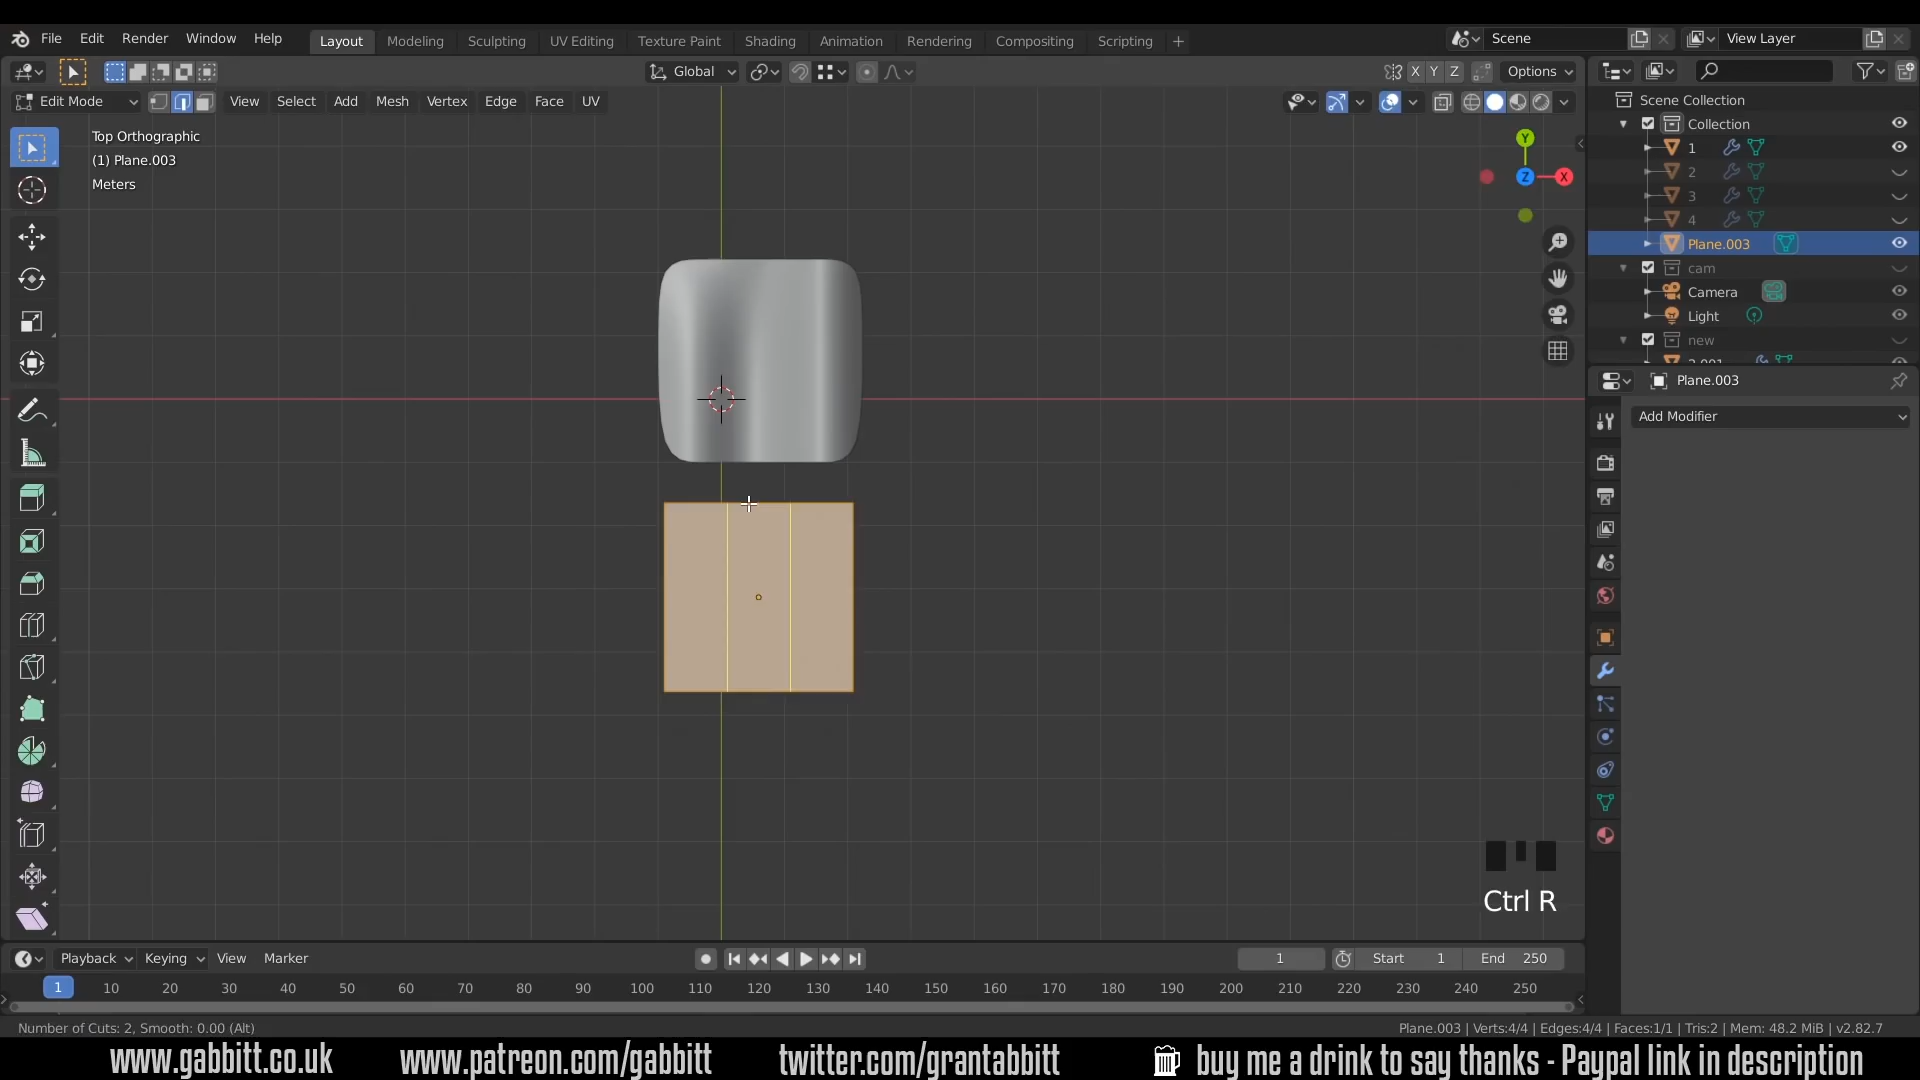 File Edit Render Window Help
Layout Modeling Sculpting UV Editing Texture Paint Shading Animation Rendering Compositing Scripting +
Scene
View Layer
Global
X Y Z Options
Edit Mode
View Select Add Mesh Vertex Edge Face UV
Top Orthographic
(1) Plane.003
Meters
Y
Z
X
Scene Collection
Collection
1
2
3
4
Plane.003
cam
Camera
Light
new
Plane.003
Add Modifier
Ctrl R
Playback Keying View Marker
1 Start 1 End 250
1 10 20 30 40 50 60 70 80 90 100 110 120 130 140 150 160 170 180 190 200 210 220 230 240 250
Number of Cuts: 2, Smooth: 0.00 (Alt)
Plane.003 | Verts:4/4 | Edges:4/4 | Faces:1/1 | Tris:2 | Mem: 48.2 MiB | v2.82.7
www.gabbitt.co.uk www.patreon.com/gabbitt twitter.com/grantabbitt buy me a drink to say thanks - Paypal link in description